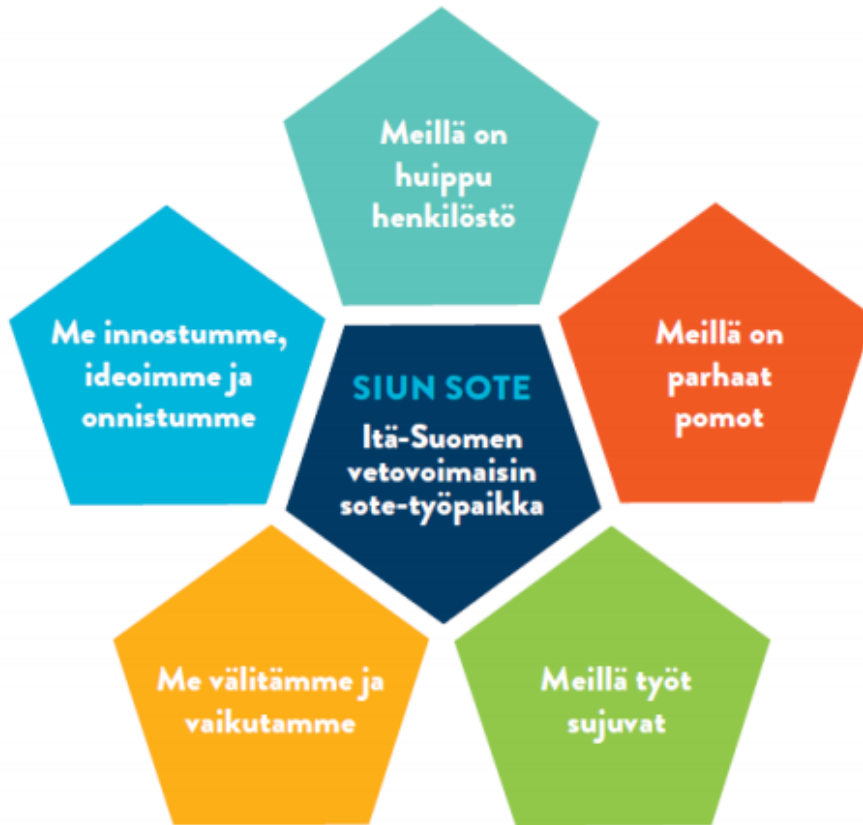 Meillä on
huippu
henkilöstö
Me innostumme,
ideoimme ja
onnistumme
SIUN SOTE
Itä-Suomen
vetovoimaisin
sote-työpaikka
Meillä on
parhaat
pomot
Me välitämme ja
vaikutamme
Meillä työt
sujuvat